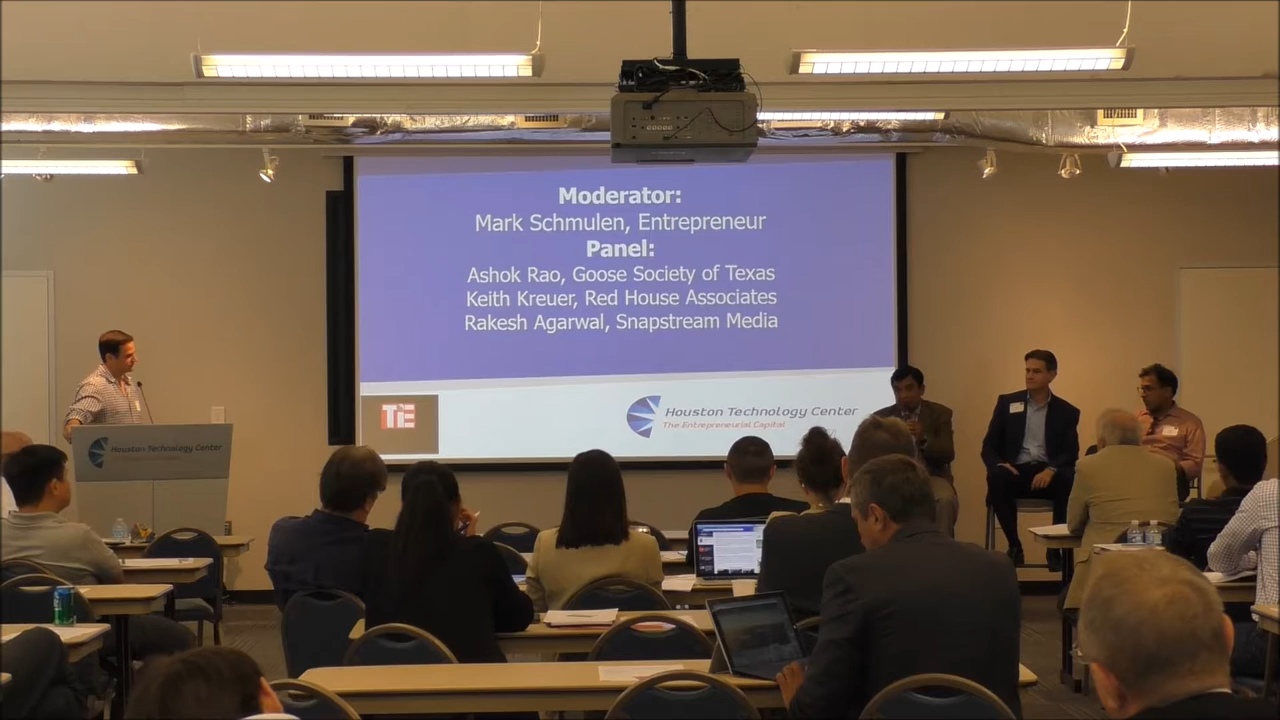 Moderator:
Mark Schmulen, Entrepreneur
Panel:
Ashok Rao, Goose Society of Texas
Keith Kreuer, Red House Associates
Rakesh Agarwal, Snapstream Media
TiE
Houston Technology Center
The Entrepreneurial Capital
Houston Technology Center